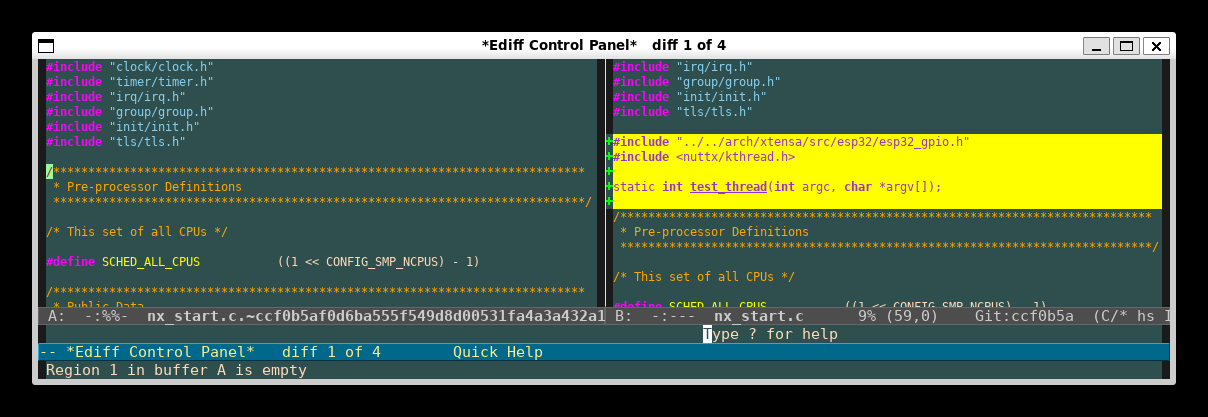 *Ediff Control Panel*   diff 1 of 4
#include "clock/clock.h"
#include "timer/timer.h"
#include "irq/irq.h"
#include "group/group.h"
#include "init/init.h"
#include "tls/tls.h"
/****************************************************************************
 * Pre-processor Definitions
 ****************************************************************************/
/* This set of all CPUs */
#define SCHED_ALL_CPUS           ((1 << CONFIG_SMP_NCPUS) - 1)
/****************************************************************************
 * Public Data
A:  -:%%-  nx_start.c.~ccf0b5af0d6ba555f549d8d00531fa4a3a432a1
#include "irq/irq.h"
#include "group/group.h"
#include "init/init.h"
#include "tls/tls.h"
+#include "../../arch/xtensa/src/esp32/esp32_gpio.h"
+#include <nuttx/kthread.h>
+
+static int test_thread(int argc, char *argv[]);
+
/****************************************************************************
 * Pre-processor Definitions
 ****************************************************************************/
/* This set of all CPUs */
#define SCHED_ALL_CPUS           ((1 << CONFIG_SMP_NCPUS) - 1)
B:  -:---  nx_start.c      9% (59,0)    Git:ccf0b5a  (C/* hs 1
Type ? for help
-- *Ediff Control Panel*   diff 1 of 4        Quick Help
Region 1 in buffer A is empty